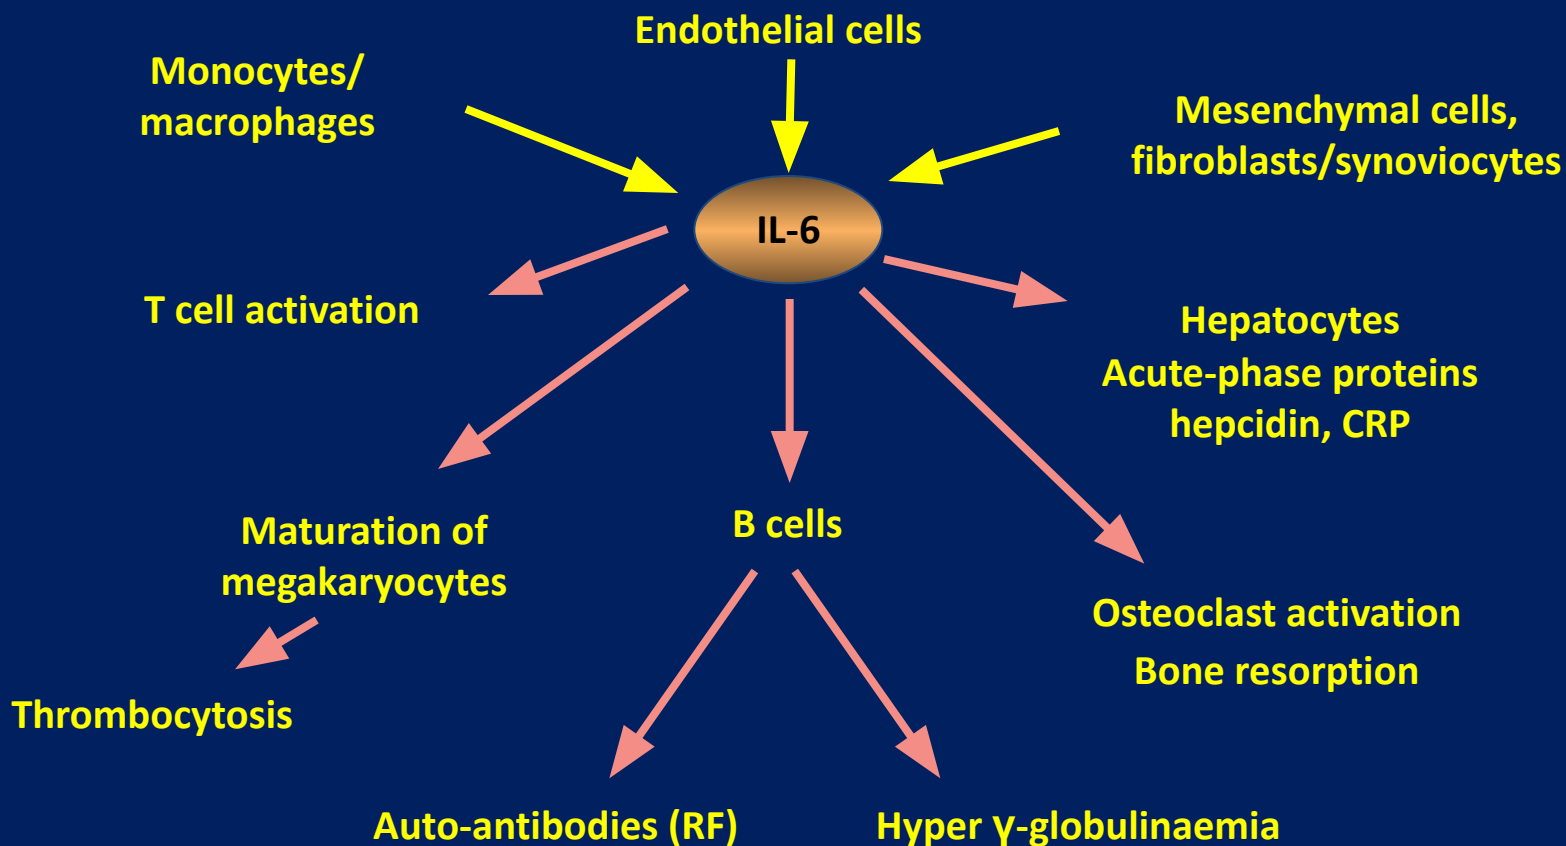 Endothelial cells
Monocytes/
macrophages
Mesenchymal cells,
fibroblasts/synoviocytes
IL-6
T cell activation
Hepatocytes
Acute-phase proteins
hepcidin, CRP
Maturation of
megakaryocytes
B cells
Osteoclast activation
Bone resorption
Thrombocytosis
Auto-antibodies (RF)
Hyper γ-globulinaemia